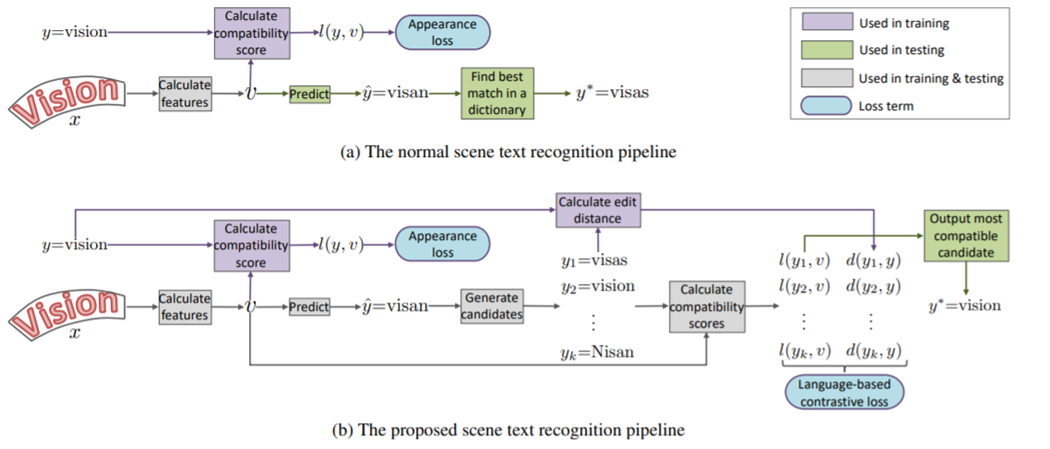 y=vision
Calculate
compatibility
score
l(y, v)
Appearance
loss
Vision
x
Calculate
features
v
Predict
ŷ=visan
Find best
match in a
dictionary
y*=visas
Used in training
Used in testing
Used in training & testing
Loss term
(a) The normal scene text recognition pipeline
y=vision
Calculate
compatibility
score
l(y, v)
Appearance
loss
Calculate edit
distance
Vision
x
Calculate
features
v
Predict
ŷ=visan
Generate
candidates
y₁=visas
y₂=vision
⋮
yₖ=Nisan
Calculate
compatibility
scores
l(y₁, v) d(y₁, y)
l(y₂, v) d(y₂, y)
⋮ ⋮
l(yₖ, v) d(yₖ, y)
Language-based
contrastive loss
Output most
compatible
candidate
y*=vision
(b) The proposed scene text recognition pipeline